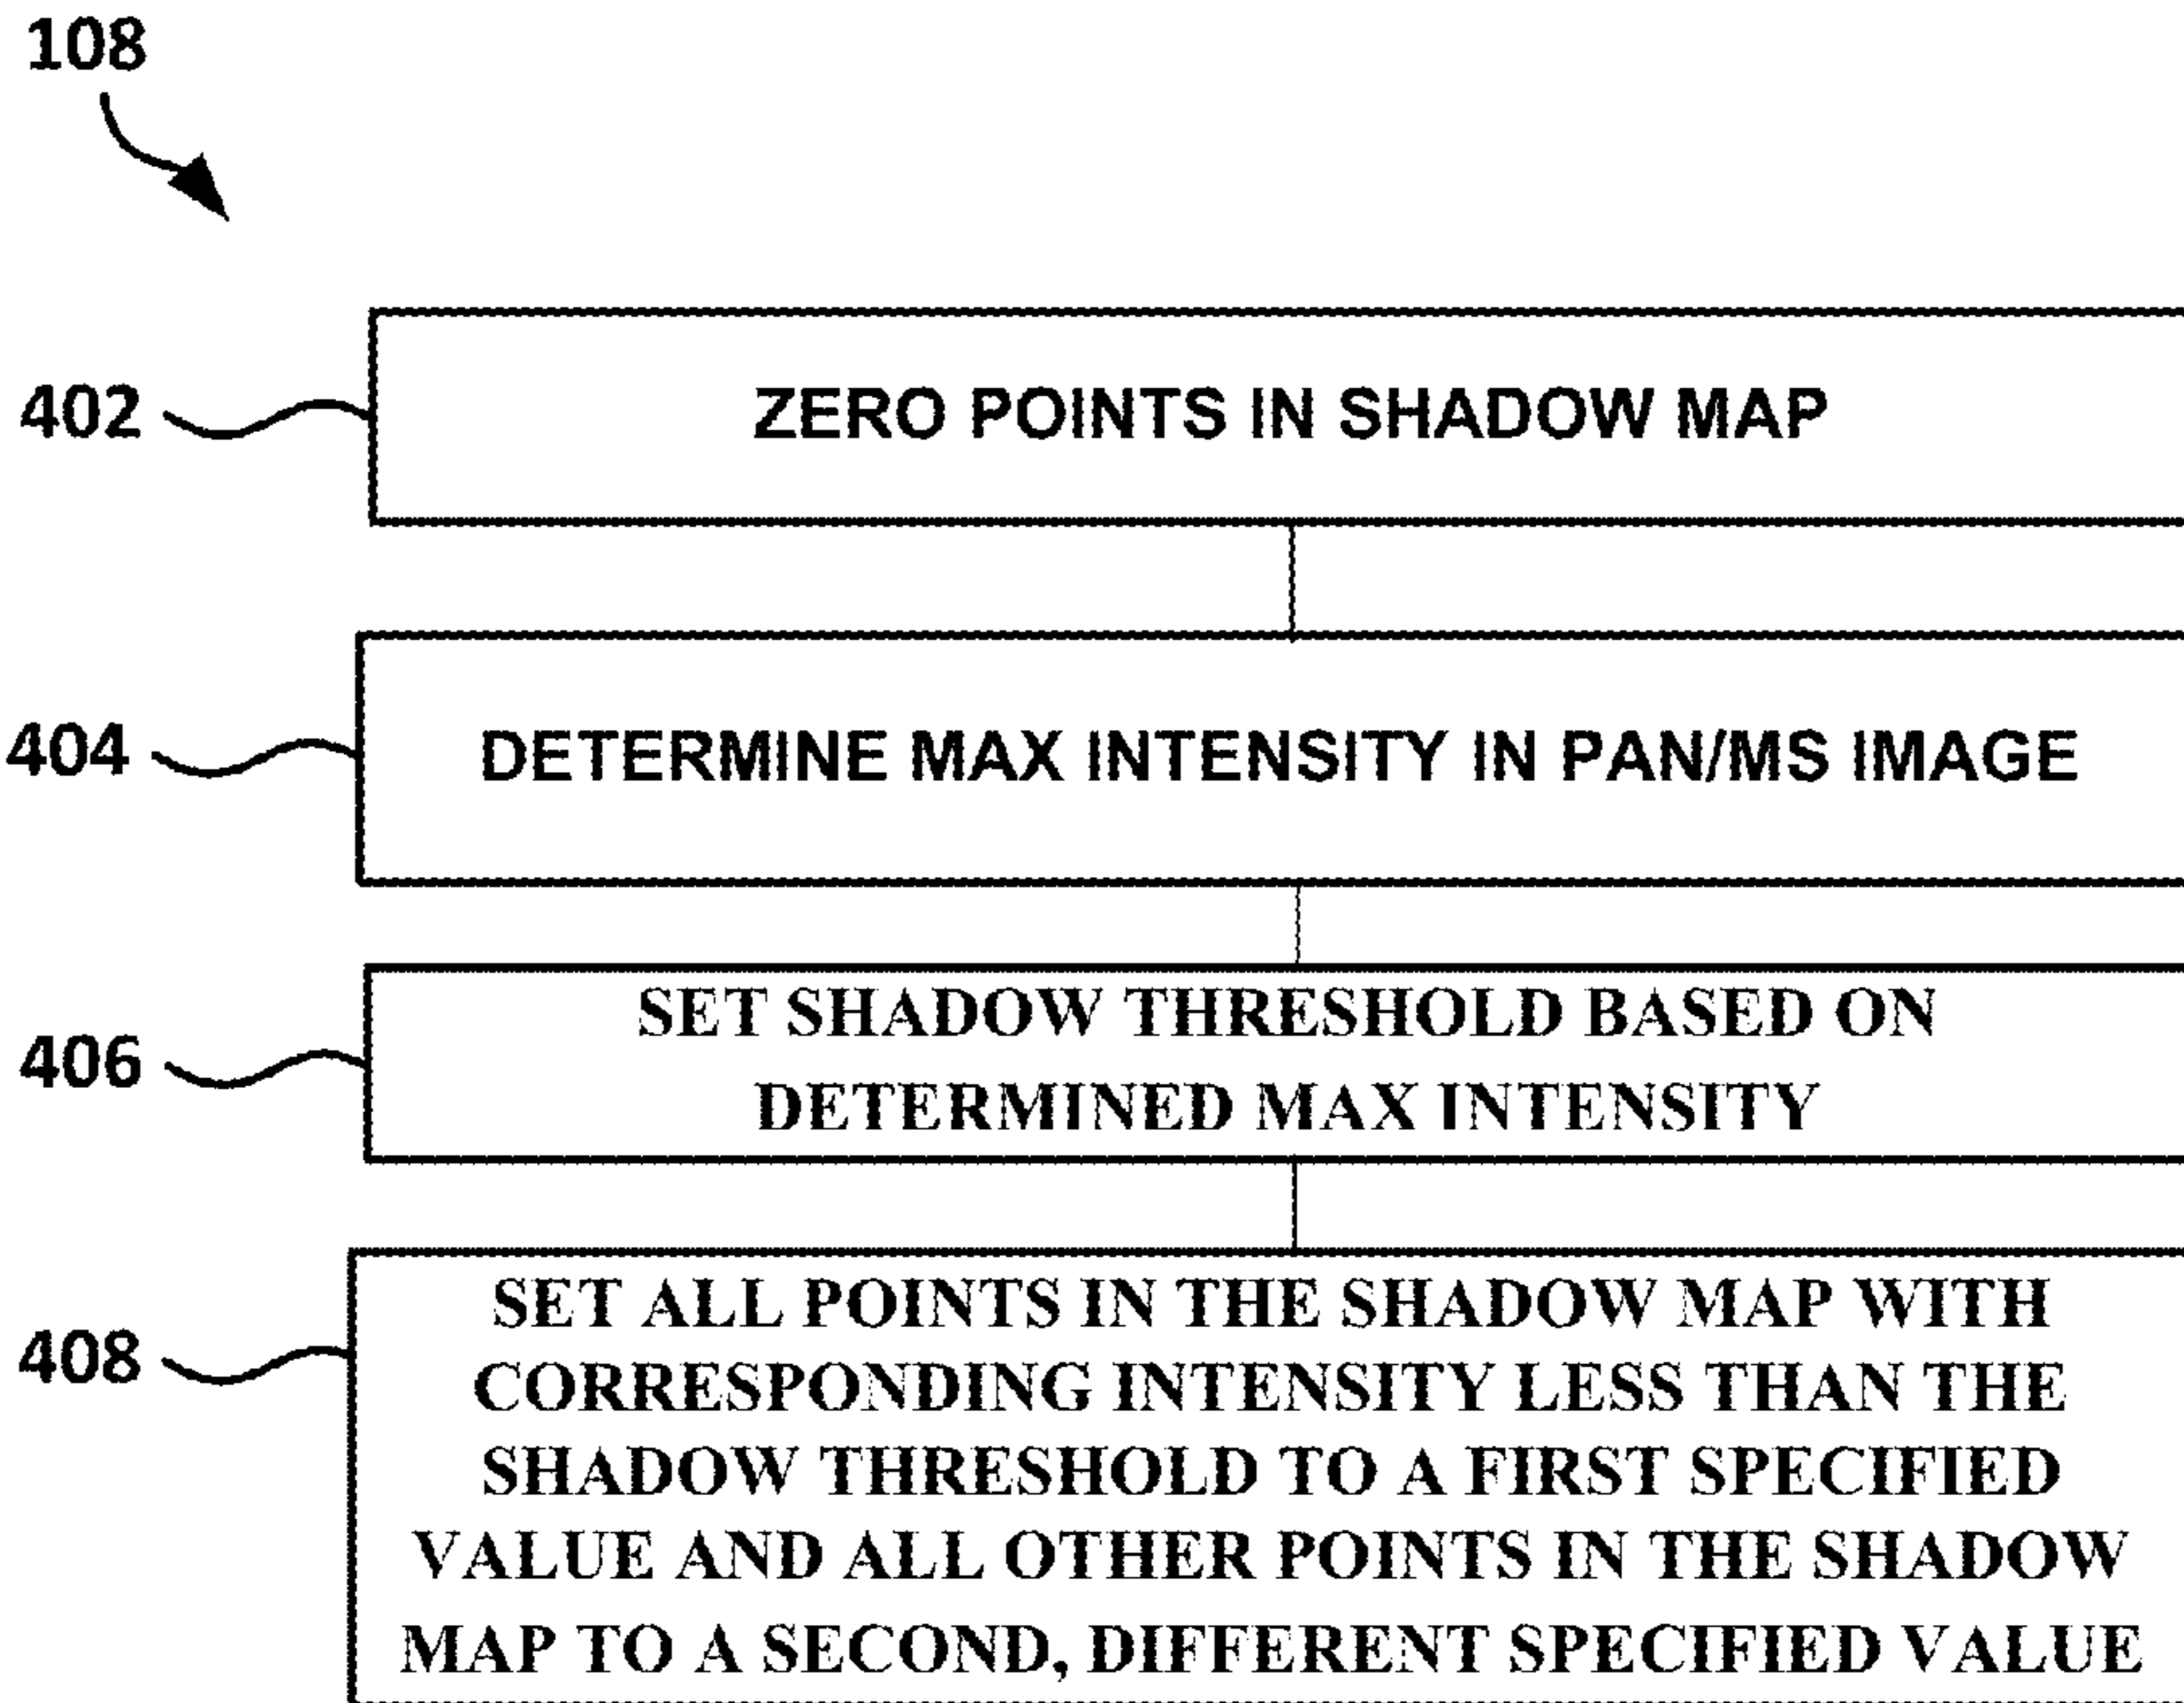 108
402
ZERO POINTS IN SHADOW MAP
404
DETERMINE MAX INTENSITY IN PAN/MS IMAGE
406
SET SHADOW THRESHOLD BASED ON
DETERMINED MAX INTENSITY
408
SET ALL POINTS IN THE SHADOW MAP WITH
CORRESPONDING INTENSITY LESS THAN THE
SHADOW THRESHOLD TO A FIRST SPECIFIED
VALUE AND ALL OTHER POINTS IN THE SHADOW
MAP TO A SECOND, DIFFERENT SPECIFIED VALUE